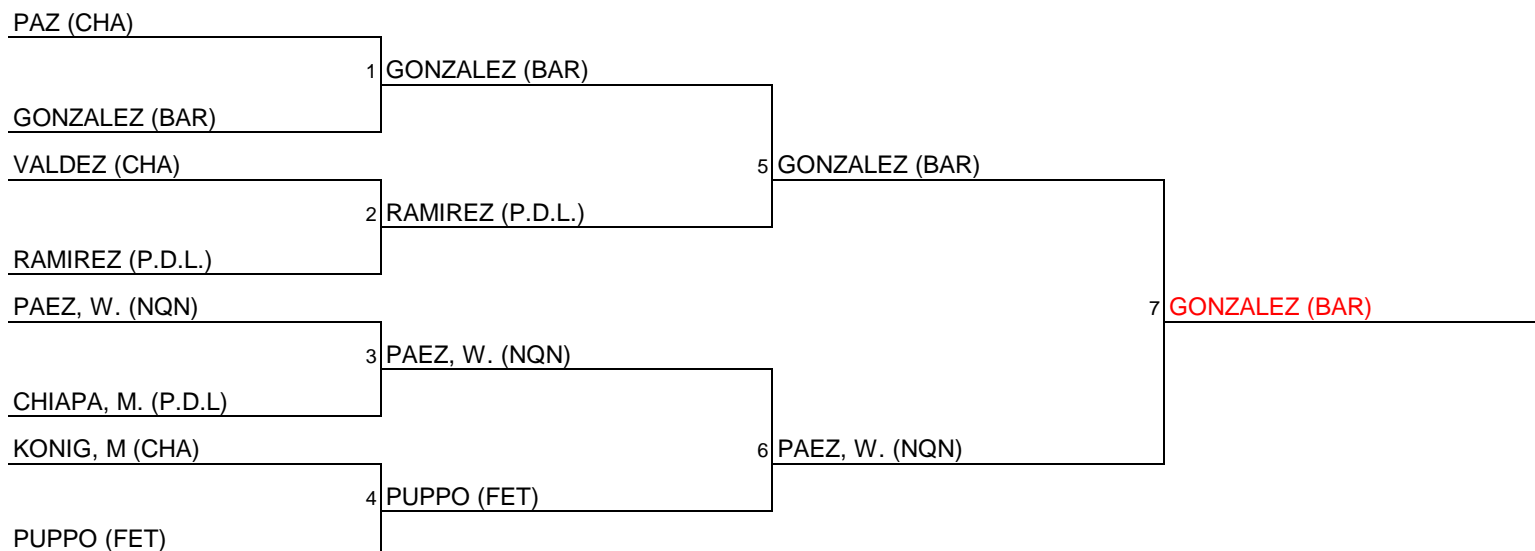 PAZ (CHA)
1 GONZALEZ (BAR)
GONZALEZ (BAR)
VALDEZ (CHA)
5 GONZALEZ (BAR)
2 RAMIREZ (P.D.L.)
RAMIREZ (P.D.L.)
PAEZ, W. (NQN)
7 GONZALEZ (BAR)
3 PAEZ, W. (NQN)
CHIAPA, M. (P.D.L)
KONIG, M (CHA)
6 PAEZ, W. (NQN)
4 PUPPO (FET)
PUPPO (FET)